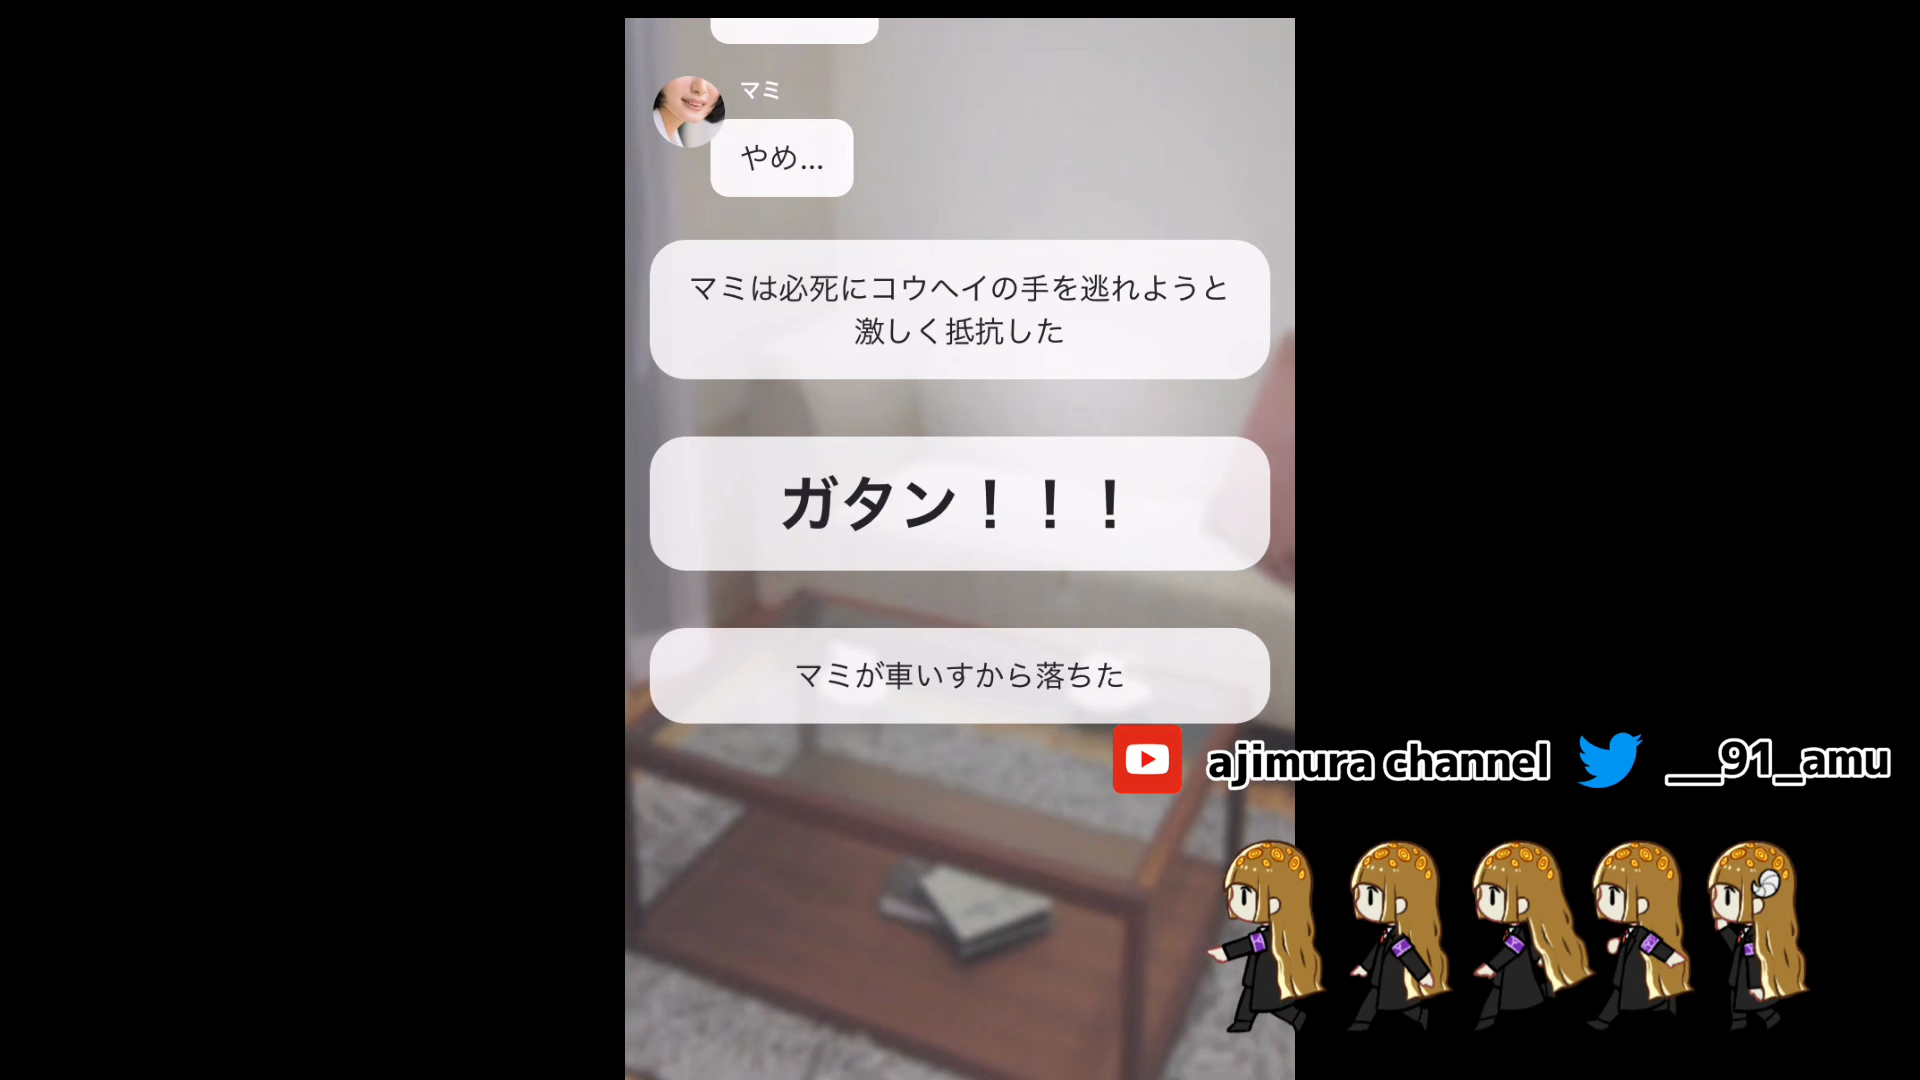 マミ
やめ...
マミは必死にコウヘイの手を逃れようと
激しく抵抗した
ガタン！！！
マミが車いすから落ちた
ajimura channel
__91_amu